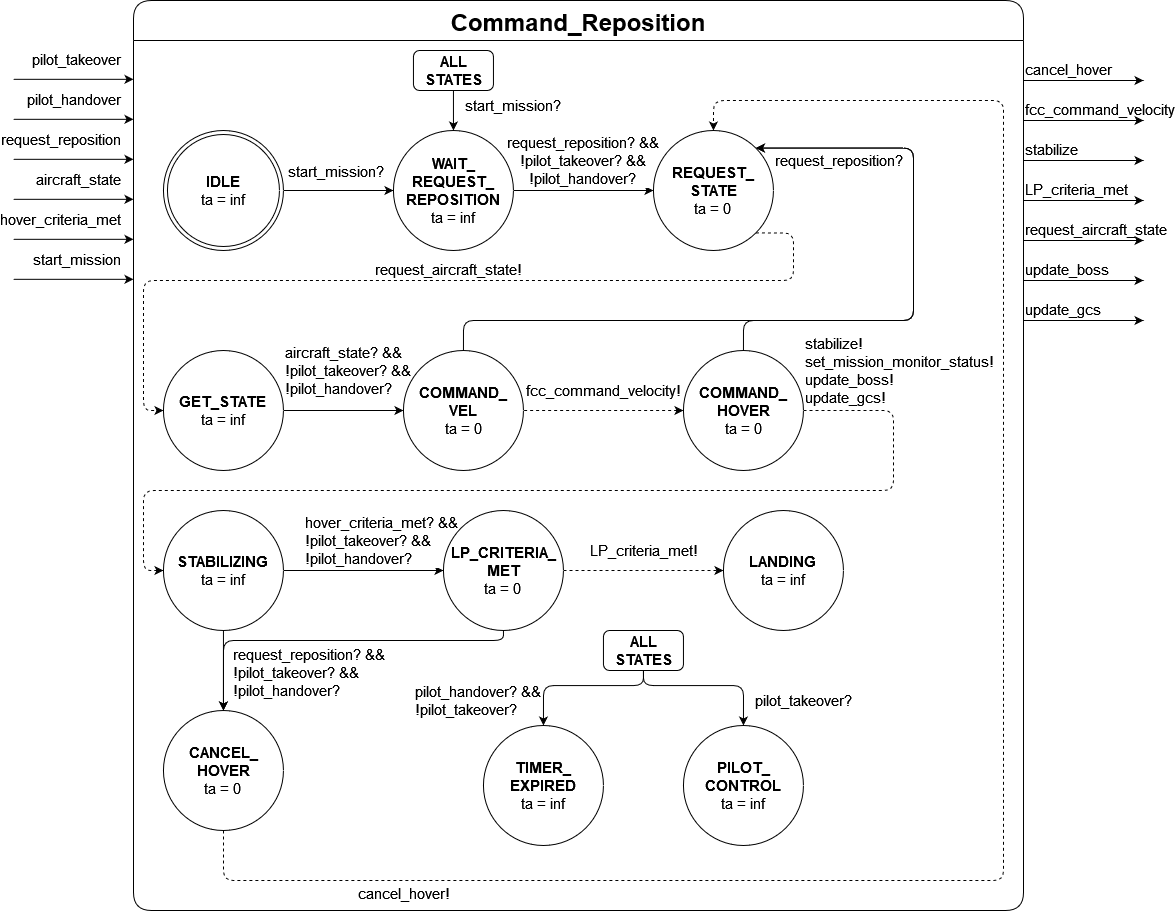 Command_Reposition
pilot_takeover
pilot_handover
request_reposition
aircraft_state
hover_criteria_met
start_mission
cancel_hover
fcc_command_velocity
stabilize
LP_criteria_met
request_aircraft_state
update_boss
update_gcs
ALL
STATES
start_mission?
IDLE
ta = inf
start_mission?
WAIT_
REQUEST_
REPOSITION
ta = inf
request_reposition? &&
!pilot_takeover? &&
!pilot_handover?
REQUEST_
STATE
ta = 0
request_reposition?
request_aircraft_state!
GET_STATE
ta = inf
aircraft_state? &&
!pilot_takeover? &&
!pilot_handover?
COMMAND_
VEL
ta = 0
fcc_command_velocity!
COMMAND_
HOVER
ta = 0
stabilize!
set_mission_monitor_status!
update_boss!
update_gcs!
STABILIZING
ta = inf
hover_criteria_met? &&
!pilot_takeover? &&
!pilot_handover?
LP_CRITERIA_
MET
ta = 0
LP_criteria_met!
LANDING
ta = inf
request_reposition? &&
!pilot_takeover? &&
!pilot_handover?
CANCEL_
HOVER
ta = 0
cancel_hover!
ALL
STATES
pilot_handover? &&
!pilot_takeover?
pilot_takeover?
TIMER_
EXPIRED
ta = inf
PILOT_
CONTROL
ta = inf